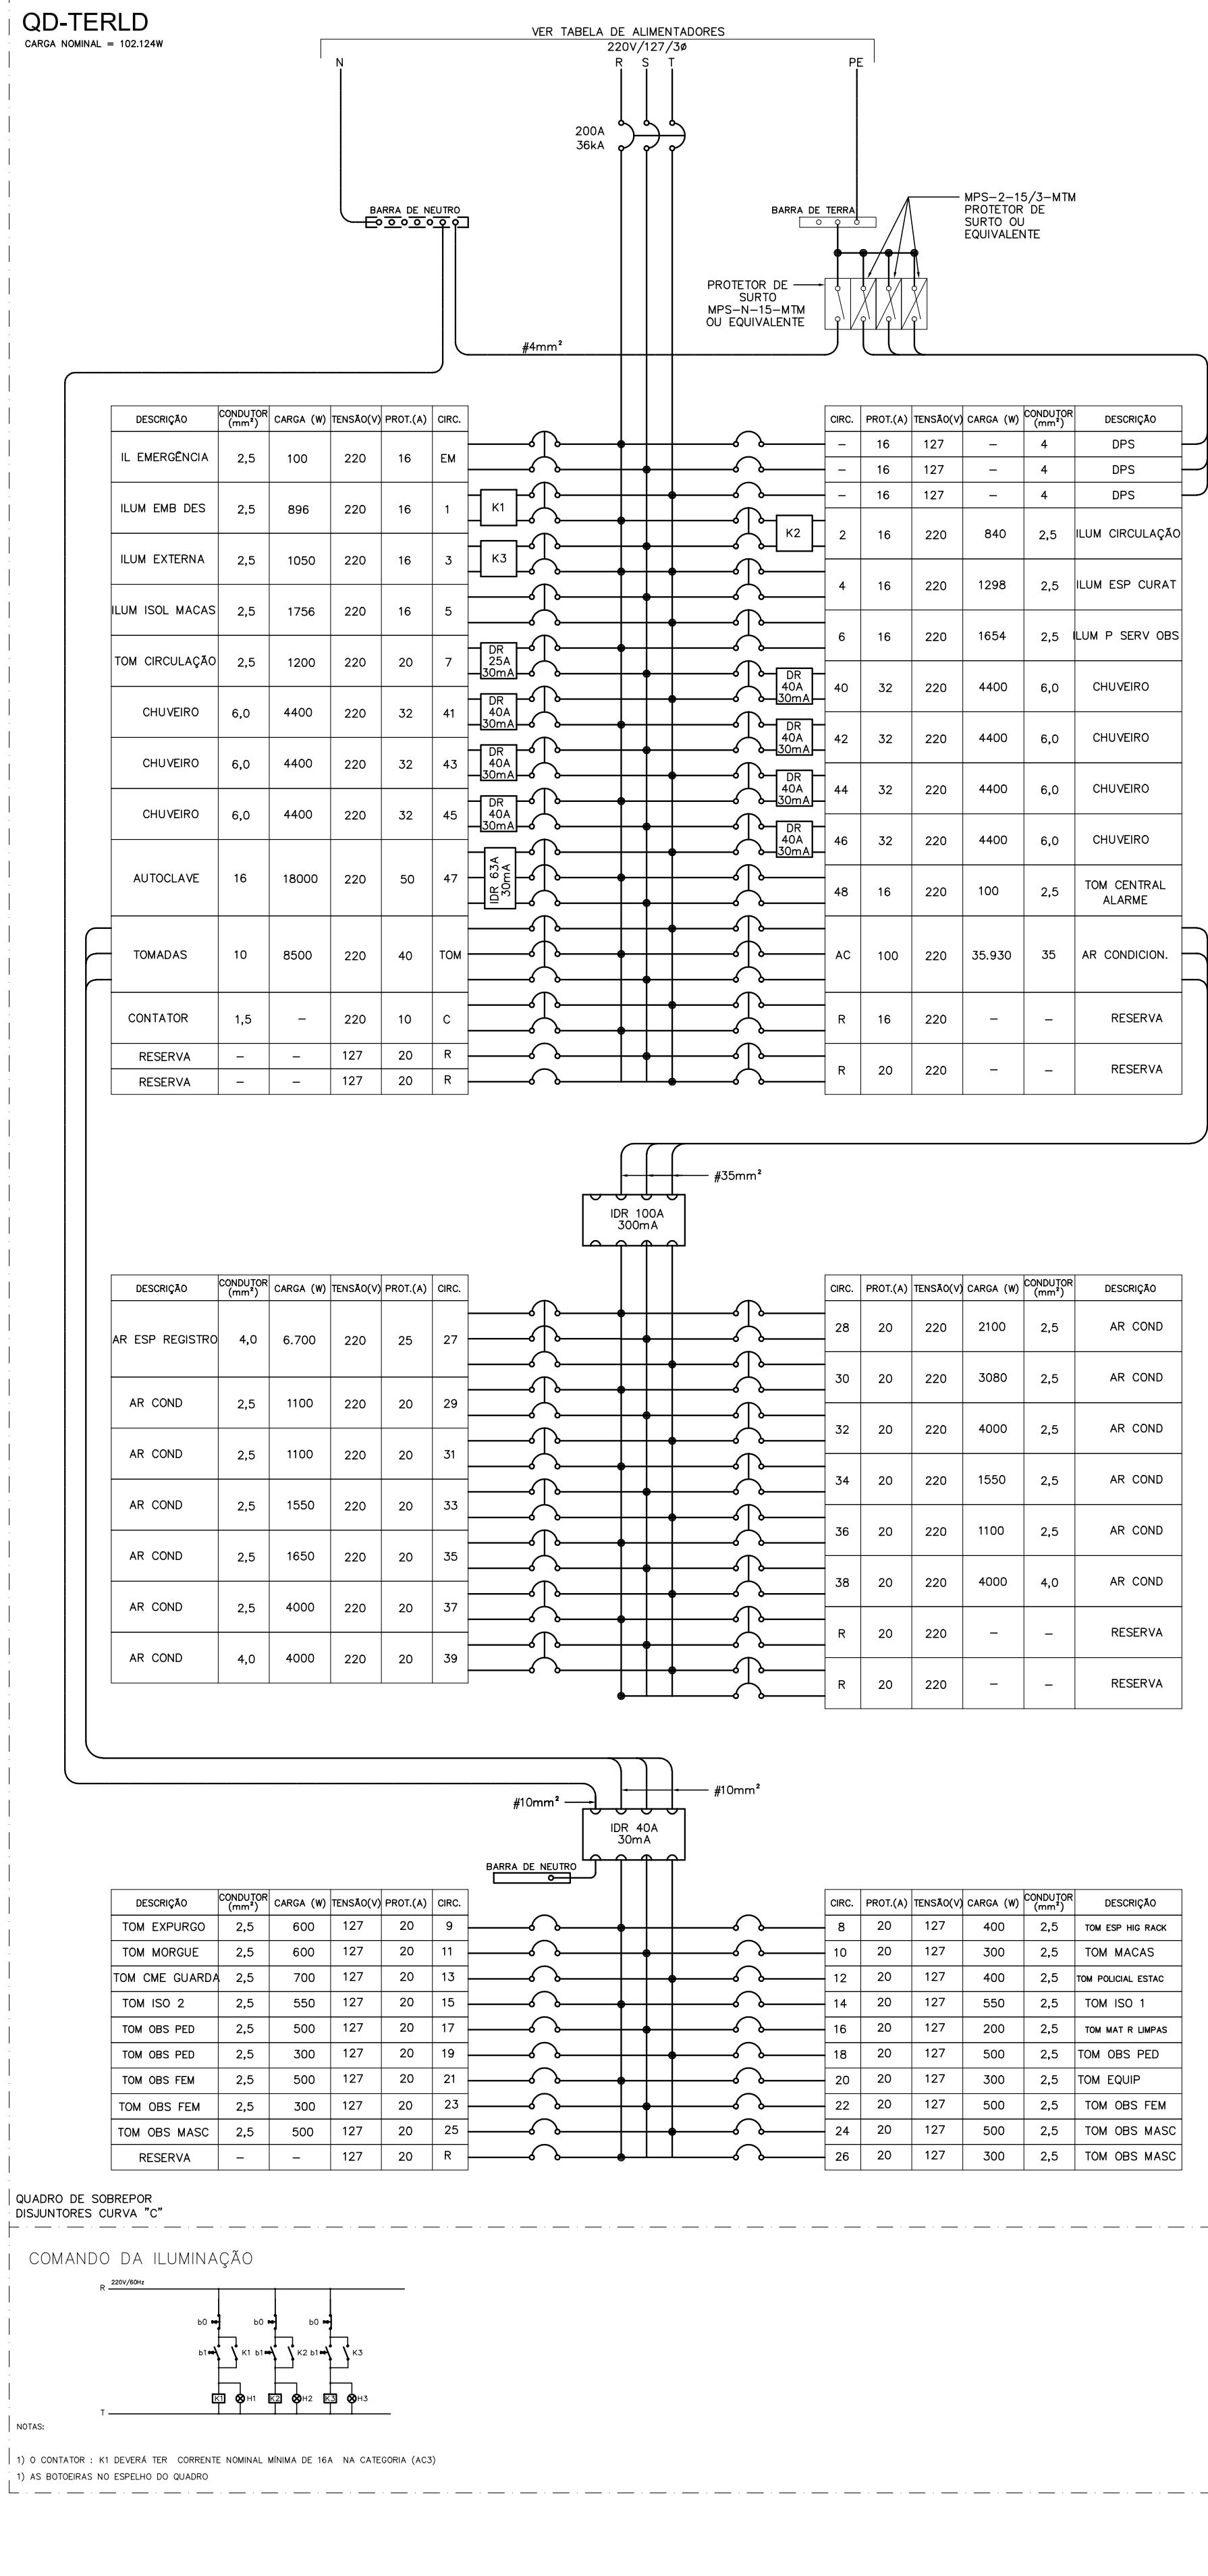 QD-TERLD
CARGA NOMINAL = 102.124W
VER TABELA DE ALIMENTADORES
220V/127/3ø
N R S T PE
200A
36kA
BARRA DE NEUTRO
BARRA DE TERRA
MPS-2-15/3-MTM
PROTETOR DE
SURTO OU
EQUIVALENTE
PROTETOR DE
SURTO
MPS-N-15-MTM
OU EQUIVALENTE
#4mm²
DESCRIÇÃO CONDUTOR (mm²) CARGA (W) TENSÃO(V) PROT.(A) CIRC.
IL EMERGÊNCIA 2,5 100 220 16 EM
ILUM EMB DES 2,5 896 220 16 1 K1
ILUM EXTERNA 2,5 1050 220 16 3 K3
ILUM ISOL MACAS 2,5 1756 220 16 5
TOM CIRCULAÇÃO 2,5 1200 220 20 7 DR 25A 30mA
CHUVEIRO 6,0 4400 220 32 41 DR 40A 30mA
CHUVEIRO 6,0 4400 220 32 43 DR 40A 30mA
CHUVEIRO 6,0 4400 220 32 45 DR 40A 30mA
AUTOCLAVE 16 18000 220 50 47 IDR 63A 30mA
TOMADAS 10 8500 220 40 TOM
CONTATOR 1,5 – 220 10 C
RESERVA – – 127 20 R
RESERVA – – 127 20 R
CIRC. PROT.(A) TENSÃO(V) CARGA (W) CONDUTOR (mm²) DESCRIÇÃO
– 16 127 – 4 DPS
– 16 127 – 4 DPS
– 16 127 – 4 DPS
K2 2 16 220 840 2,5 ILUM CIRCULAÇÃO
4 16 220 1298 2,5 ILUM ESP CURAT
6 16 220 1654 2,5 ILUM P SERV OBS
DR 40A 30mA 40 32 220 4400 6,0 CHUVEIRO
DR 40A 30mA 42 32 220 4400 6,0 CHUVEIRO
DR 40A 30mA 44 32 220 4400 6,0 CHUVEIRO
DR 40A 30mA 46 32 220 4400 6,0 CHUVEIRO
48 16 220 100 2,5 TOM CENTRAL ALARME
AC 100 220 35.930 35 AR CONDICION.
R 16 220 – – RESERVA
R 20 220 – – RESERVA
#35mm²
IDR 100A
300mA
DESCRIÇÃO CONDUTOR (mm²) CARGA (W) TENSÃO(V) PROT.(A) CIRC.
AR ESP REGISTRO 4,0 6.700 220 25 27
AR COND 2,5 1100 220 20 29
AR COND 2,5 1100 220 20 31
AR COND 2,5 1550 220 20 33
AR COND 2,5 1650 220 20 35
AR COND 2,5 4000 220 20 37
AR COND 4,0 4000 220 20 39
CIRC. PROT.(A) TENSÃO(V) CARGA (W) CONDUTOR (mm²) DESCRIÇÃO
28 20 220 2100 2,5 AR COND
30 20 220 3080 2,5 AR COND
32 20 220 4000 2,5 AR COND
34 20 220 1550 2,5 AR COND
36 20 220 1100 2,5 AR COND
38 20 220 4000 4,0 AR COND
R 20 220 – – RESERVA
R 20 220 – – RESERVA
#10mm² #10mm²
IDR 40A
30mA
BARRA DE NEUTRO
DESCRIÇÃO CONDUTOR (mm²) CARGA (W) TENSÃO(V) PROT.(A) CIRC.
TOM EXPURGO 2,5 600 127 20 9
TOM MORGUE 2,5 600 127 20 11
TOM CME GUARDA 2,5 700 127 20 13
TOM ISO 2 2,5 550 127 20 15
TOM OBS PED 2,5 500 127 20 17
TOM OBS PED 2,5 300 127 20 19
TOM OBS FEM 2,5 500 127 20 21
TOM OBS FEM 2,5 300 127 20 23
TOM OBS MASC 2,5 500 127 20 25
RESERVA – – 127 20 R
CIRC. PROT.(A) TENSÃO(V) CARGA (W) CONDUTOR (mm²) DESCRIÇÃO
8 20 127 400 2,5 TOM ESP HIG RACK
10 20 127 300 2,5 TOM MACAS
12 20 127 400 2,5 TOM POLICIAL ESTAC
14 20 127 550 2,5 TOM ISO 1
16 20 127 200 2,5 TOM MAT R LIMPAS
18 20 127 500 2,5 TOM OBS PED
20 20 127 300 2,5 TOM EQUIP
22 20 127 500 2,5 TOM OBS FEM
24 20 127 500 2,5 TOM OBS MASC
26 20 127 300 2,5 TOM OBS MASC
QUADRO DE SOBREPOR
DISJUNTORES CURVA "C"
COMANDO DA ILUMINAÇÃO
R 220V/60Hz
b0 b0 b0
b1 K1 b1 K2 b1 K3
K1 H1 K2 H2 K3 H3
T
NOTAS:
1) O CONTATOR : K1 DEVERÁ TER CORRENTE NOMINAL MÍNIMA DE 16A NA CATEGORIA (AC3)
1) AS BOTOEIRAS NO ESPELHO DO QUADRO